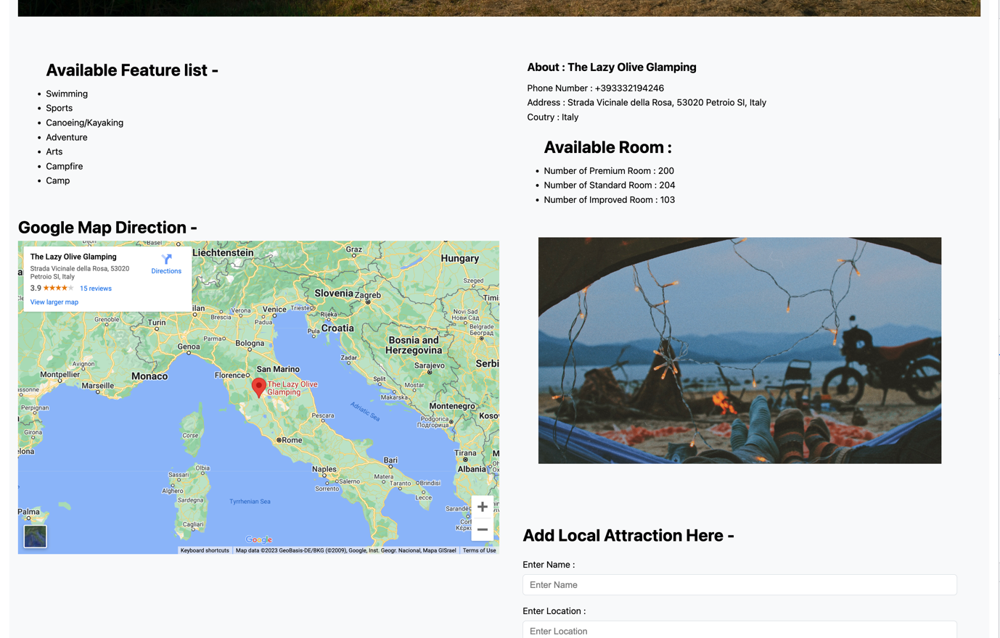 Available Feature list -
Swimming
Sports
Canoeing/Kayaking
Adventure
Arts
Campfire
Camp
About : The Lazy Olive Glamping
Phone Number : +393332194246
Address : Strada Vicinale della Rosa, 53020 Petroio SI, Italy
Coutry : Italy
Available Room :
Number of Premium Room : 200
Number of Standard Room : 204
Number of Improved Room : 103
Google Map Direction -
The Lazy Olive Glamping
Strada Vicinale della Rosa, 53020
Petroio SI, Italy
Directions
3.9
15 reviews
View larger map
Basel
Liechtenstein
Graz
Hungary
Szeged
Slovenia
Zagreb
Timi
ilan
Brescia
Verona
Venice
Trieste
Padua
Rijeka
Novi Sad
Нови Сад
Grenoble
Turin
Parma
Pula
Croatia
Belgrade
Београд
Genoa
Bologna
Bosnia and
Herzegovina
Zadar
Avignon
Serbi
Sarajevo
Montpellier
Monaco
San Marino
Florence
Split
Marseille
Mostar
ssonne
The Lazy Olive
Glamping
Makarska
Perpignan
Adriatic Sea
Montenegro
Pescara
Podgorica
Подгорица
Koso
Girona
Corse
Rome
elona
Tirana
Bari
Albania
Olbia
Naples
Sassari
Salerno
Matera
Taranto
Brindisi
Alghero
Sorrento
Lecce
Sardegna
Tyrrhenian Sea
Sarande
Palma
Cagliari
Google
Keyboard shortcuts
Map data ©2023 GeoBasis-DE/BKG (©2009), Google, Inst. Geogr. Nacional, Mapa GISrael
Terms of Use
Add Local Attraction Here -
Enter Name :
Enter Name
Enter Location :
Enter Location